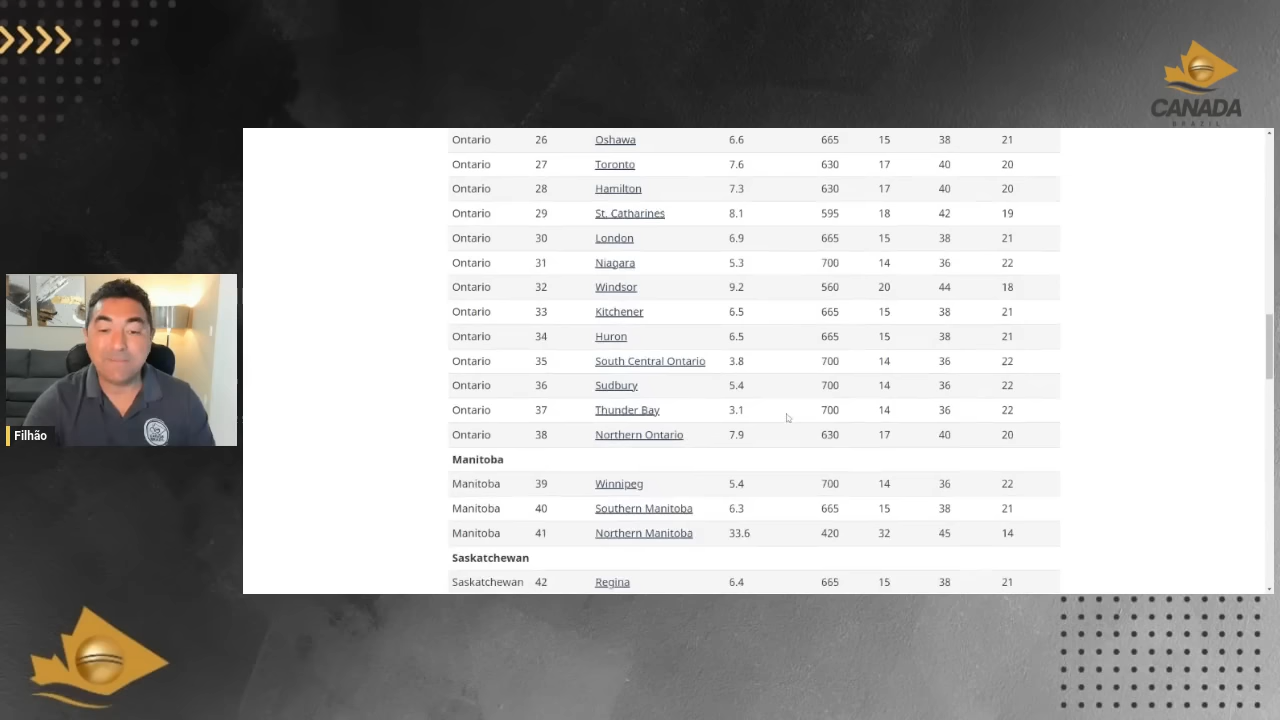 CANADA
BRAZIL
Ontario 26 Oshawa 6.6 665 15 38 21
Ontario 27 Toronto 7.6 630 17 40 20
Ontario 28 Hamilton 7.3 630 17 40 20
Ontario 29 St. Catharines 8.1 595 18 42 19
Ontario 30 London 6.9 665 15 38 21
Ontario 31 Niagara 5.3 700 14 36 22
Ontario 32 Windsor 9.2 560 20 44 18
Ontario 33 Kitchener 6.5 665 15 38 21
Ontario 34 Huron 6.5 665 15 38 21
Ontario 35 South Central Ontario 3.8 700 14 36 22
Ontario 36 Sudbury 5.4 700 14 36 22
Ontario 37 Thunder Bay 3.1 700 14 36 22
Ontario 38 Northern Ontario 7.9 630 17 40 20
Manitoba
Manitoba 39 Winnipeg 5.4 700 14 36 22
Manitoba 40 Southern Manitoba 6.3 665 15 38 21
Manitoba 41 Northern Manitoba 33.6 420 32 45 14
Saskatchewan
Saskatchewan 42 Regina 6.4 665 15 38 21
Filhão